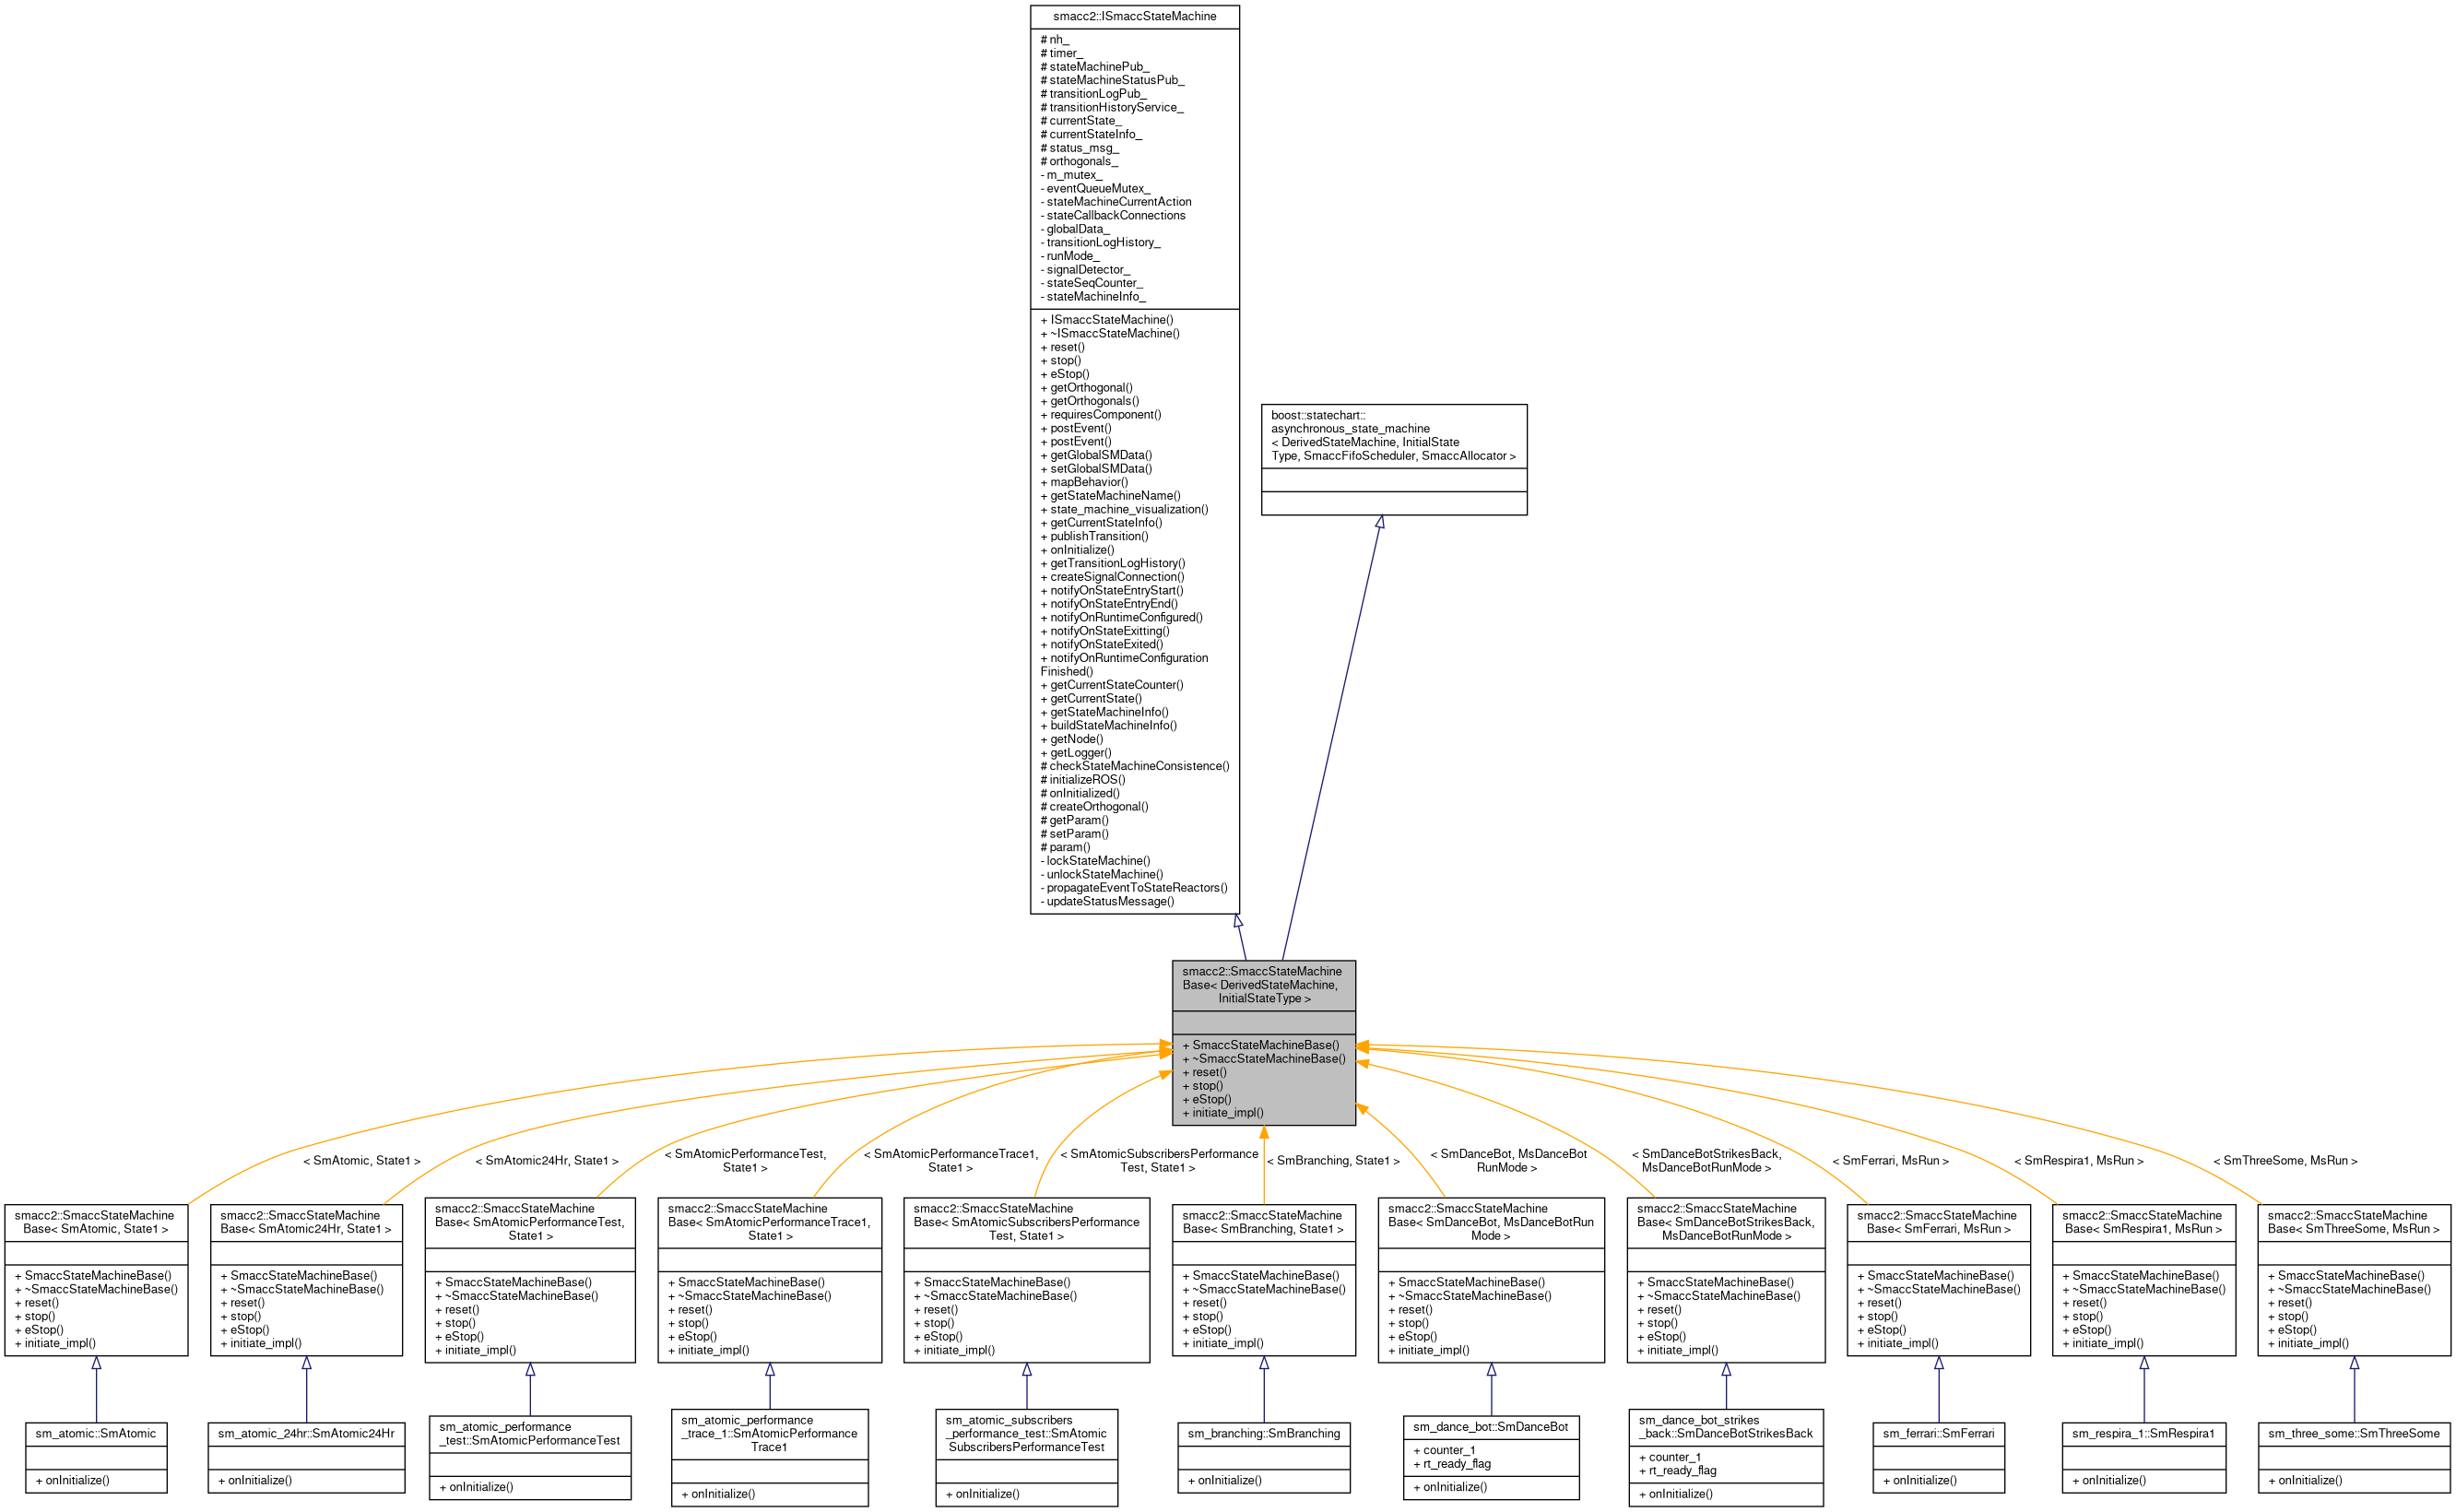 smacc2::ISmaccStateMachine
# nh_
# timer_
# stateMachinePub_
# stateMachineStatusPub_
# transitionLogPub_
# transitionHistoryService_
# currentState_
# currentStateInfo_
# status_msg_
# orthogonals_
- m_mutex_
- eventQueueMutex_
- stateMachineCurrentAction
- stateCallbackConnections
- globalData_
- transitionLogHistory_
- runMode_
- signalDetector_
- stateSeqCounter_
- stateMachineInfo_
+ ISmaccStateMachine()
+ ~ISmaccStateMachine()
+ reset()
+ stop()
+ eStop()
+ getOrthogonal()
+ getOrthogonals()
+ requiresComponent()
+ postEvent()
+ postEvent()
+ getGlobalSMData()
+ setGlobalSMData()
+ mapBehavior()
+ getStateMachineName()
+ state_machine_visualization()
+ getCurrentStateInfo()
+ publishTransition()
+ onInitialize()
+ getTransitionLogHistory()
+ createSignalConnection()
+ notifyOnStateEntryStart()
+ notifyOnStateEntryEnd()
+ notifyOnRuntimeConfigured()
+ notifyOnStateExitting()
+ notifyOnStateExited()
+ notifyOnRuntimeConfiguration
Finished()
+ getCurrentStateCounter()
+ getCurrentState()
+ getStateMachineInfo()
+ buildStateMachineInfo()
+ getNode()
+ getLogger()
# checkStateMachineConsistence()
# initializeROS()
# onInitialized()
# createOrthogonal()
# getParam()
# setParam()
# param()
- lockStateMachine()
- unlockStateMachine()
- propagateEventToStateReactors()
- updateStatusMessage()
boost::statechart::
asynchronous_state_machine
< DerivedStateMachine, InitialState
Type, SmaccFifoScheduler, SmaccAllocator >
smacc2::SmaccStateMachine
Base< DerivedStateMachine,
InitialStateType >
+ SmaccStateMachineBase()
+ ~SmaccStateMachineBase()
+ reset()
+ stop()
+ eStop()
+ initiate_impl()
< SmAtomic, State1 >
< SmAtomic24Hr, State1 >
< SmAtomicPerformanceTest,
State1 >
< SmAtomicPerformanceTrace1,
State1 >
< SmAtomicSubscribersPerformance
Test, State1 >
< SmBranching, State1 >
< SmDanceBot, MsDanceBot
RunMode >
< SmDanceBotStrikesBack,
MsDanceBotRunMode >
< SmFerrari, MsRun >
< SmRespira1, MsRun >
< SmThreeSome, MsRun >
smacc2::SmaccStateMachine
Base< SmAtomic, State1 >
+ SmaccStateMachineBase()
+ ~SmaccStateMachineBase()
+ reset()
+ stop()
+ eStop()
+ initiate_impl()
smacc2::SmaccStateMachine
Base< SmAtomic24Hr, State1 >
+ SmaccStateMachineBase()
+ ~SmaccStateMachineBase()
+ reset()
+ stop()
+ eStop()
+ initiate_impl()
smacc2::SmaccStateMachine
Base< SmAtomicPerformanceTest,
State1 >
+ SmaccStateMachineBase()
+ ~SmaccStateMachineBase()
+ reset()
+ stop()
+ eStop()
+ initiate_impl()
smacc2::SmaccStateMachine
Base< SmAtomicPerformanceTrace1,
State1 >
+ SmaccStateMachineBase()
+ ~SmaccStateMachineBase()
+ reset()
+ stop()
+ eStop()
+ initiate_impl()
smacc2::SmaccStateMachine
Base< SmAtomicSubscribersPerformance
Test, State1 >
+ SmaccStateMachineBase()
+ ~SmaccStateMachineBase()
+ reset()
+ stop()
+ eStop()
+ initiate_impl()
smacc2::SmaccStateMachine
Base< SmBranching, State1 >
+ SmaccStateMachineBase()
+ ~SmaccStateMachineBase()
+ reset()
+ stop()
+ eStop()
+ initiate_impl()
smacc2::SmaccStateMachine
Base< SmDanceBot, MsDanceBotRun
Mode >
+ SmaccStateMachineBase()
+ ~SmaccStateMachineBase()
+ reset()
+ stop()
+ eStop()
+ initiate_impl()
smacc2::SmaccStateMachine
Base< SmDanceBotStrikesBack,
MsDanceBotRunMode >
+ SmaccStateMachineBase()
+ ~SmaccStateMachineBase()
+ reset()
+ stop()
+ eStop()
+ initiate_impl()
smacc2::SmaccStateMachine
Base< SmFerrari, MsRun >
+ SmaccStateMachineBase()
+ ~SmaccStateMachineBase()
+ reset()
+ stop()
+ eStop()
+ initiate_impl()
smacc2::SmaccStateMachine
Base< SmRespira1, MsRun >
+ SmaccStateMachineBase()
+ ~SmaccStateMachineBase()
+ reset()
+ stop()
+ eStop()
+ initiate_impl()
smacc2::SmaccStateMachine
Base< SmThreeSome, MsRun >
+ SmaccStateMachineBase()
+ ~SmaccStateMachineBase()
+ reset()
+ stop()
+ eStop()
+ initiate_impl()
sm_atomic::SmAtomic
+ onInitialize()
sm_atomic_24hr::SmAtomic24Hr
+ onInitialize()
sm_atomic_performance
_test::SmAtomicPerformanceTest
+ onInitialize()
sm_atomic_performance
_trace_1::SmAtomicPerformance
Trace1
+ onInitialize()
sm_atomic_subscribers
_performance_test::SmAtomic
SubscribersPerformanceTest
+ onInitialize()
sm_branching::SmBranching
+ onInitialize()
sm_dance_bot::SmDanceBot
+ counter_1
+ rt_ready_flag
+ onInitialize()
sm_dance_bot_strikes
_back::SmDanceBotStrikesBack
+ counter_1
+ rt_ready_flag
+ onInitialize()
sm_ferrari::SmFerrari
+ onInitialize()
sm_respira_1::SmRespira1
+ onInitialize()
sm_three_some::SmThreeSome
+ onInitialize()